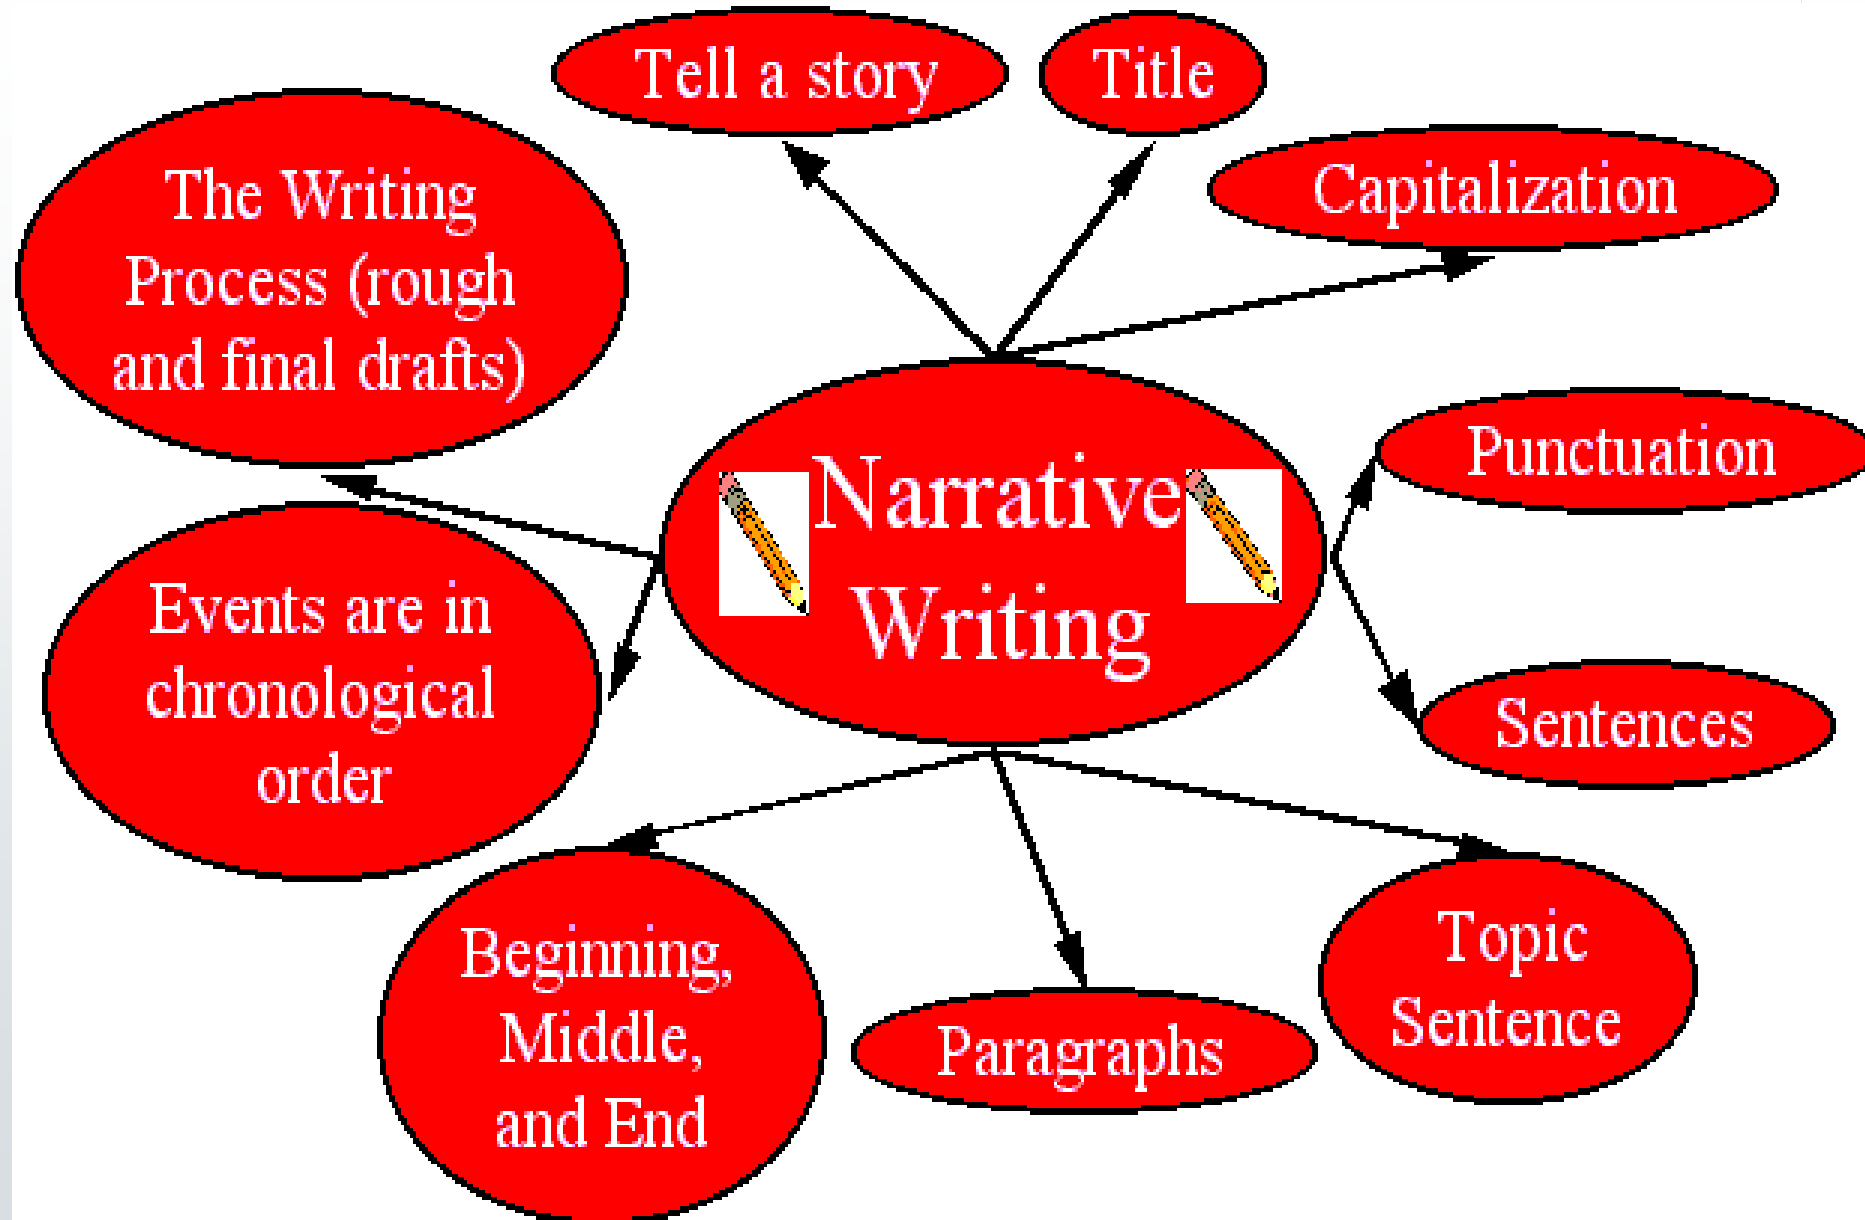 Tell a story
Title
Capitalization
The Writing
Process (rough
and final drafts)
Narrative
Writing
Punctuation
Events are in
chronological
order
Sentences
Beginning,
Middle,
and End
Paragraphs
Topic
Sentence